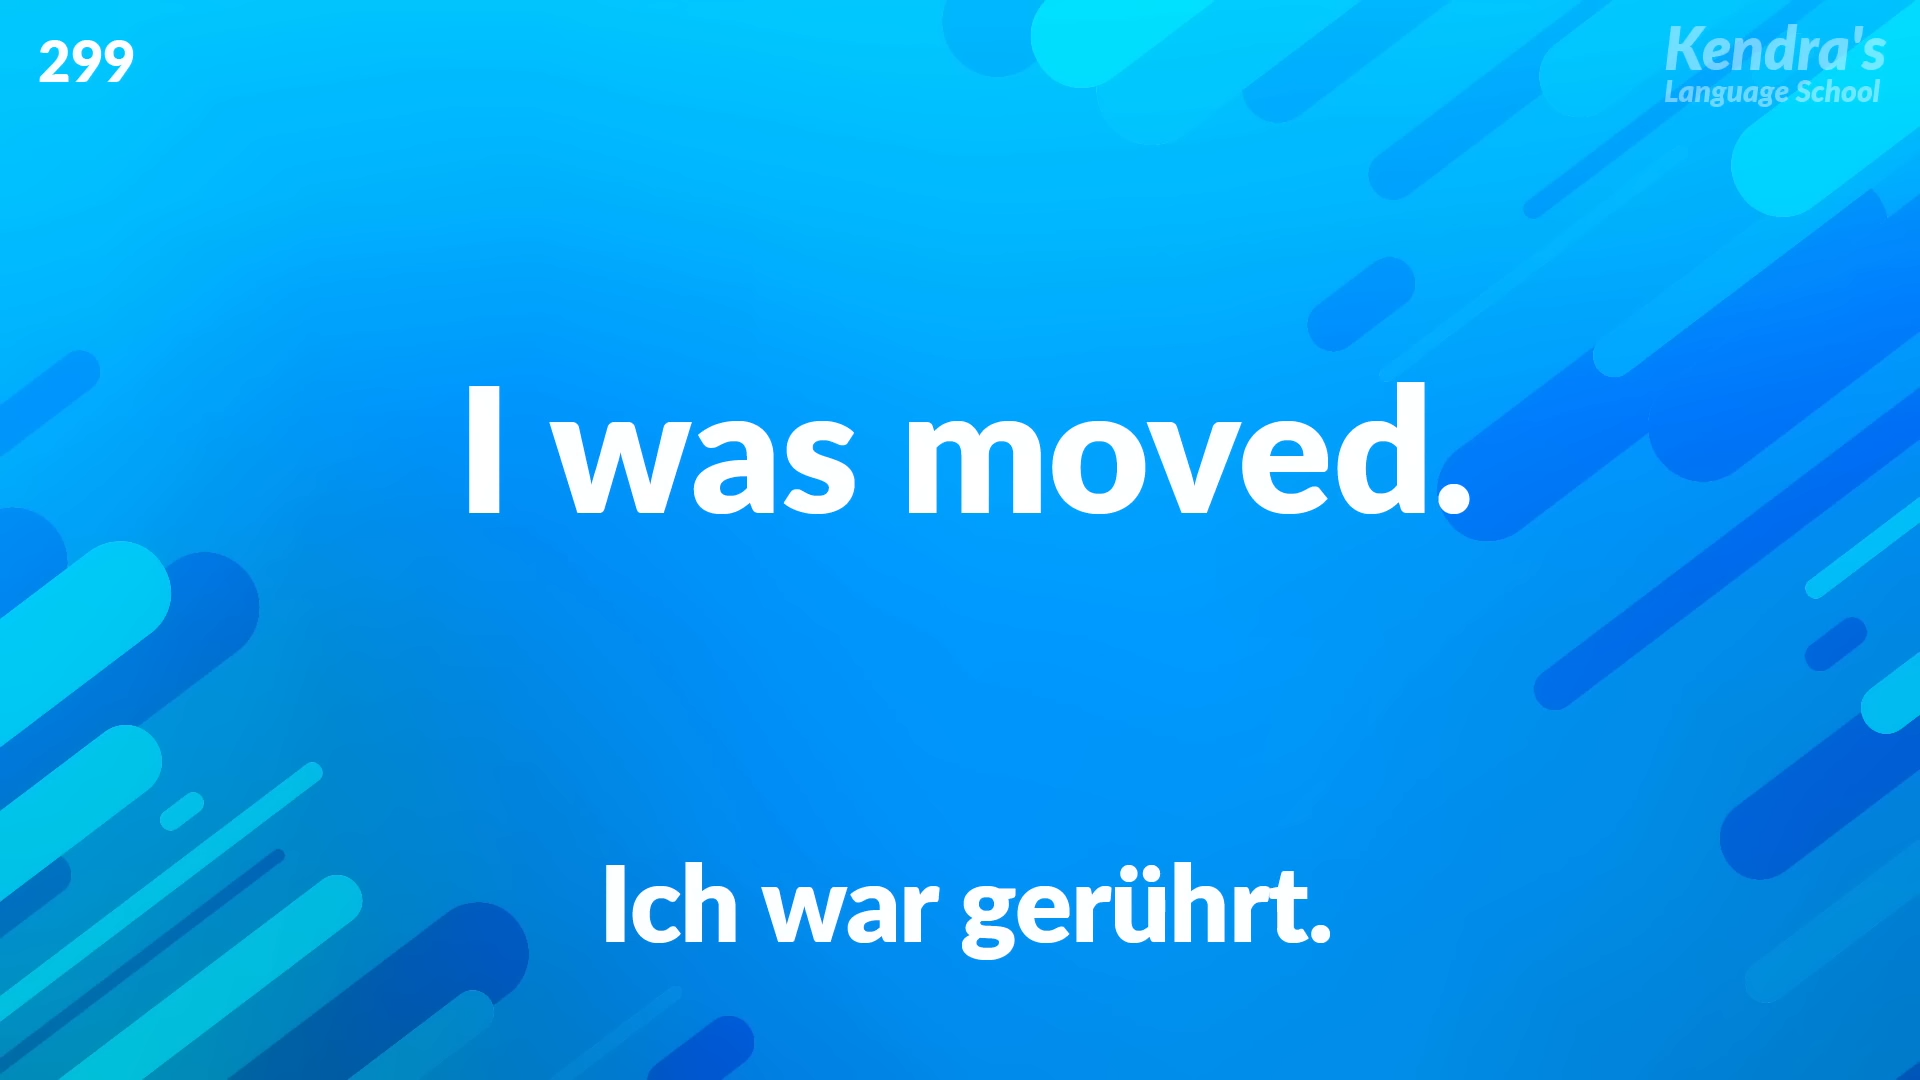 299
Kendra's
Language School
I was moved.
Ich war gerührt.